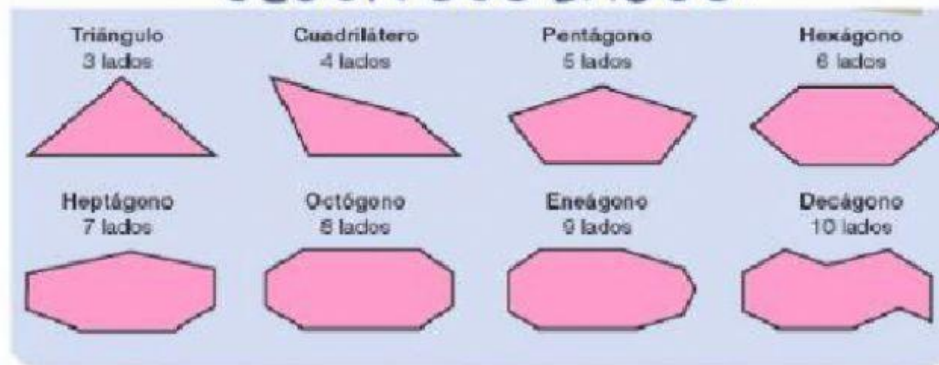 Triángulo
3 lados
Cuadrilátero
4 lados
Pentágono
5 lados
Hexágono
6 lados
Heptágono
7 lados
Octógono
8 lados
Eneágono
9 lados
Decágono
10 lados